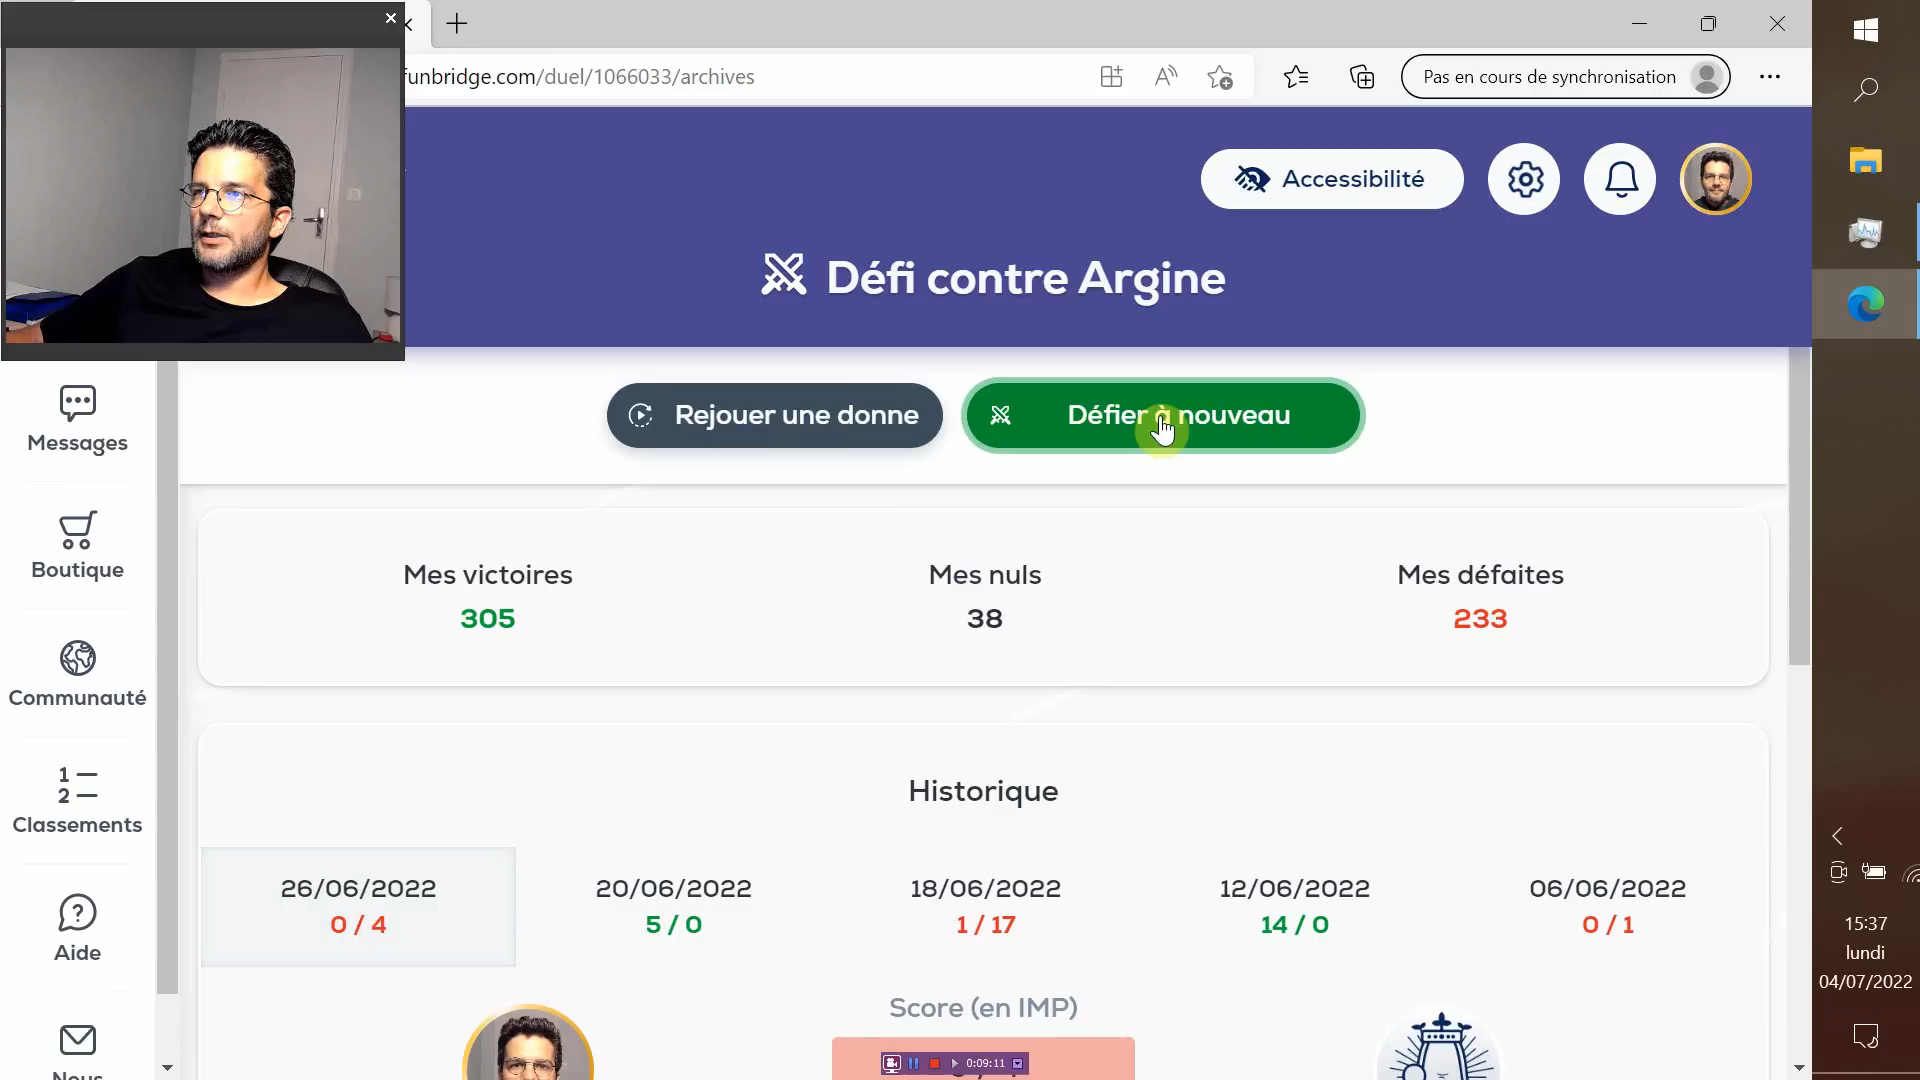 funbridge.com/duel/1066033/archives
Pas en cours de synchronisation
Accessibilité
Défi contre Argine
Rejouer une donne
Défier à nouveau
Messages
Boutique
Communauté
1
2
Classements
Aide
Nous
Mes victoires
305
Mes nuls
38
Mes défaites
233
Historique
26/06/2022
0 / 4
20/06/2022
5 / 0
18/06/2022
1 / 17
12/06/2022
14 / 0
06/06/2022
0 / 1
Score (en IMP)
0:09:11
15:37
lundi
04/07/2022